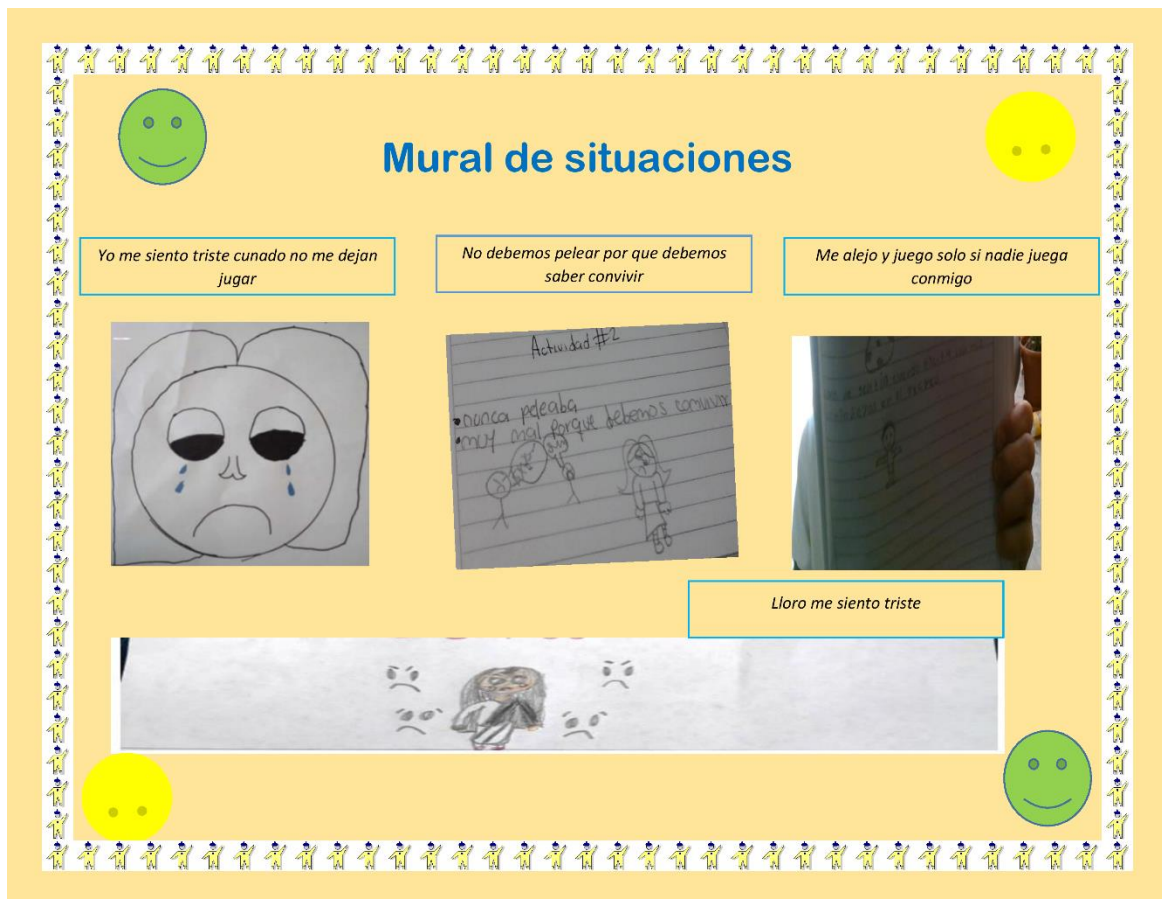 Mural de situaciones
Yo me siento triste cunado no me dejan
jugar
No debemos pelear por que debemos
saber convivir
Me alejo y juego solo si nadie juega
conmigo
Actividad #2
•nunca peleaba
•muy mal porque debemos convivir
Lloro me siento triste